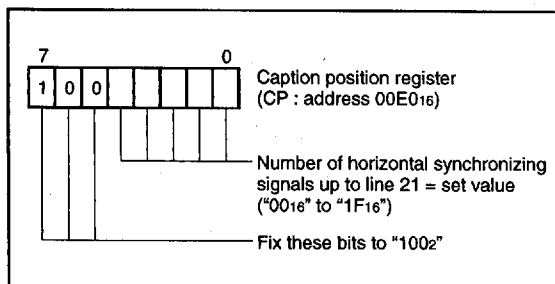 7 0
1 0 0
Caption position register
(CP : address 00E016)
Number of horizontal synchronizing
signals up to line 21 = set value
("0016" to "1F16")
Fix these bits to "1002"